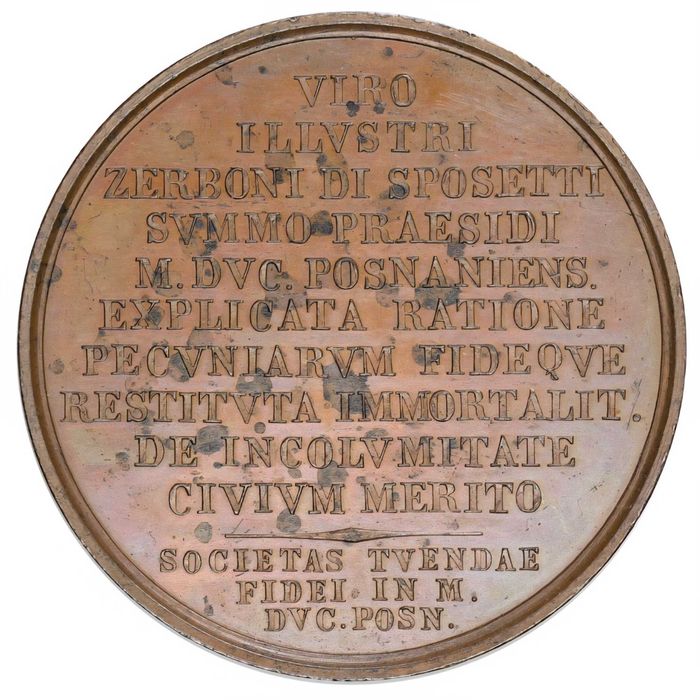 VIRO
ILLVSTRI
ZERBONI DI SPOSETTI
SVMMO PRAESIDI
M. DVC. POSNANIENS.
EXPLICATA RATIONE
PECVNIARVM FIDEQVE
RESTITVTA IMMORTALIT.
DE INCOLVMITATE
CIVIVM MERITO
SOCIETAS TVENDAE
FIDEI IN M.
DVC. POSN.